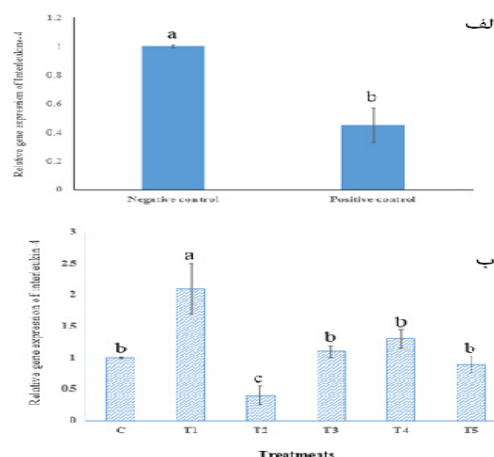 الف
Relative gene expression of Interleukine-4
1.2
1
0.8
0.6
0.4
0.2
0
a
b
Negative control
Positive control
ب
Relative gene expression of Interleukin-4
3
2.5
2
1.5
1
0.5
0
b
a
c
b
b
b
C
T1
T2
T3
T4
T5
Treatments